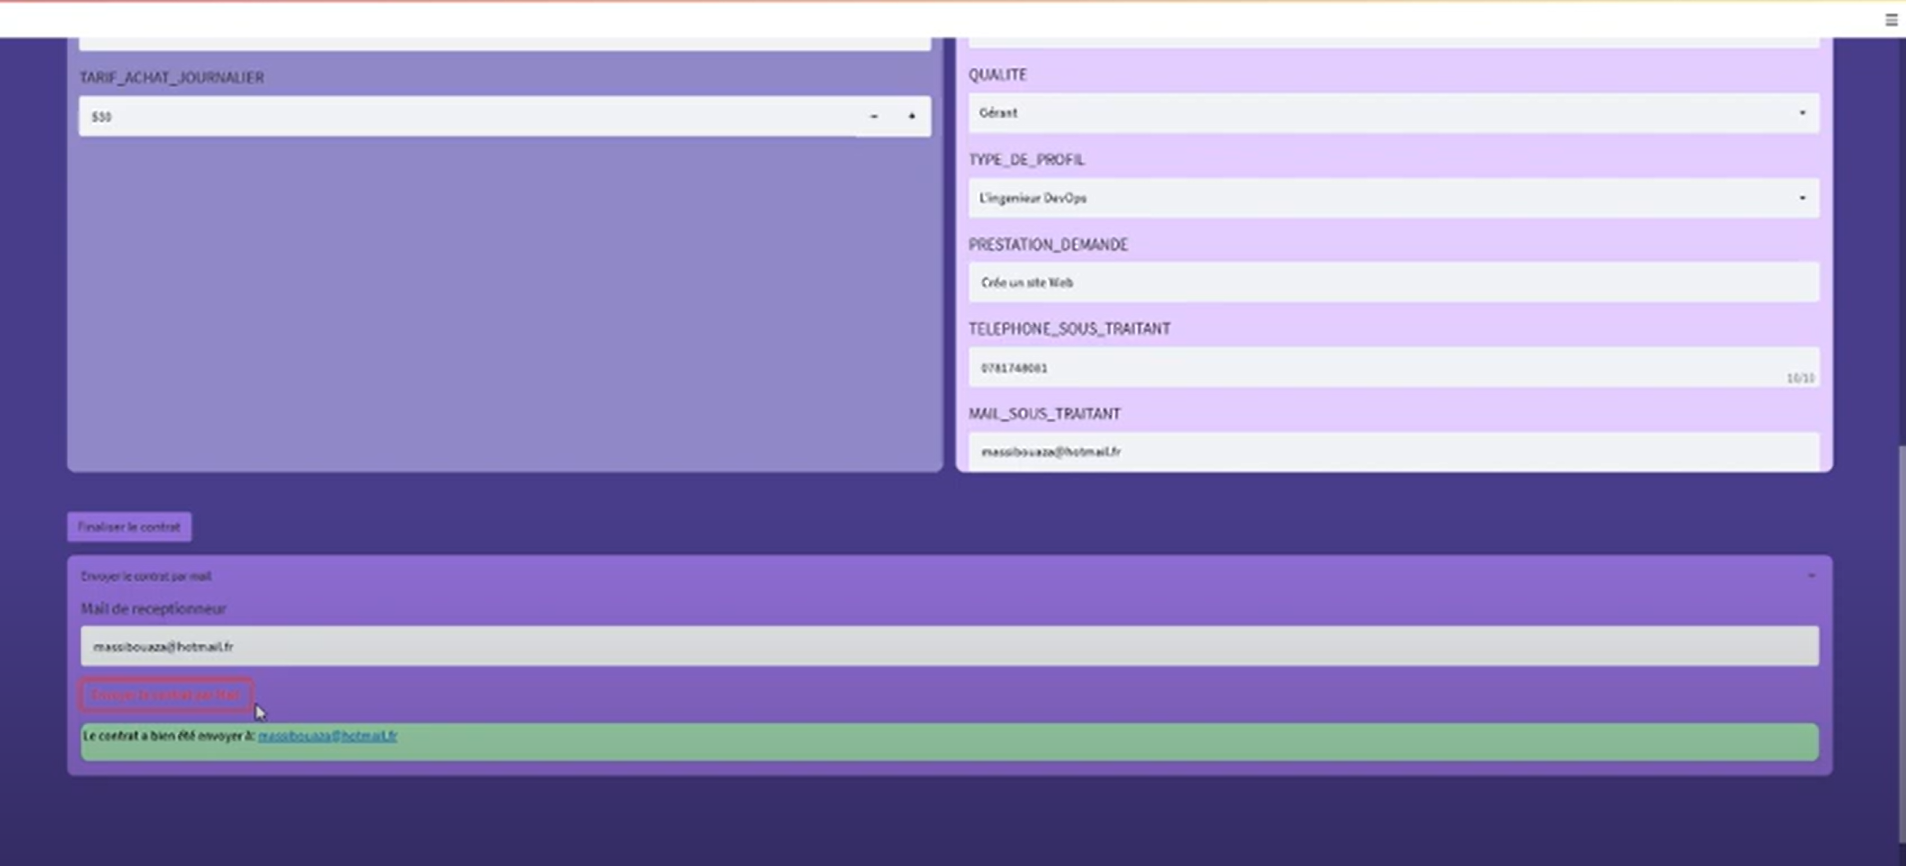 TARIF_ACHAT_JOURNALIER
530
QUALITE
Gérant
TYPE_DE_PROFIL
L'ingenieur DevOps
PRESTATION_DEMANDE
Crée un site Web
TELEPHONE_SOUS_TRAITANT
0781748081
10/10
MAIL_SOUS_TRAITANT
massibouaza@hotmail.fr
Finaliser le contrat
Envoyer le contrat par mail
Mail de receptionneur
massibouaza@hotmail.fr
Envoyer le contrat par Mail
Le contrat a bien été envoyer à: massibouaza@hotmail.fr